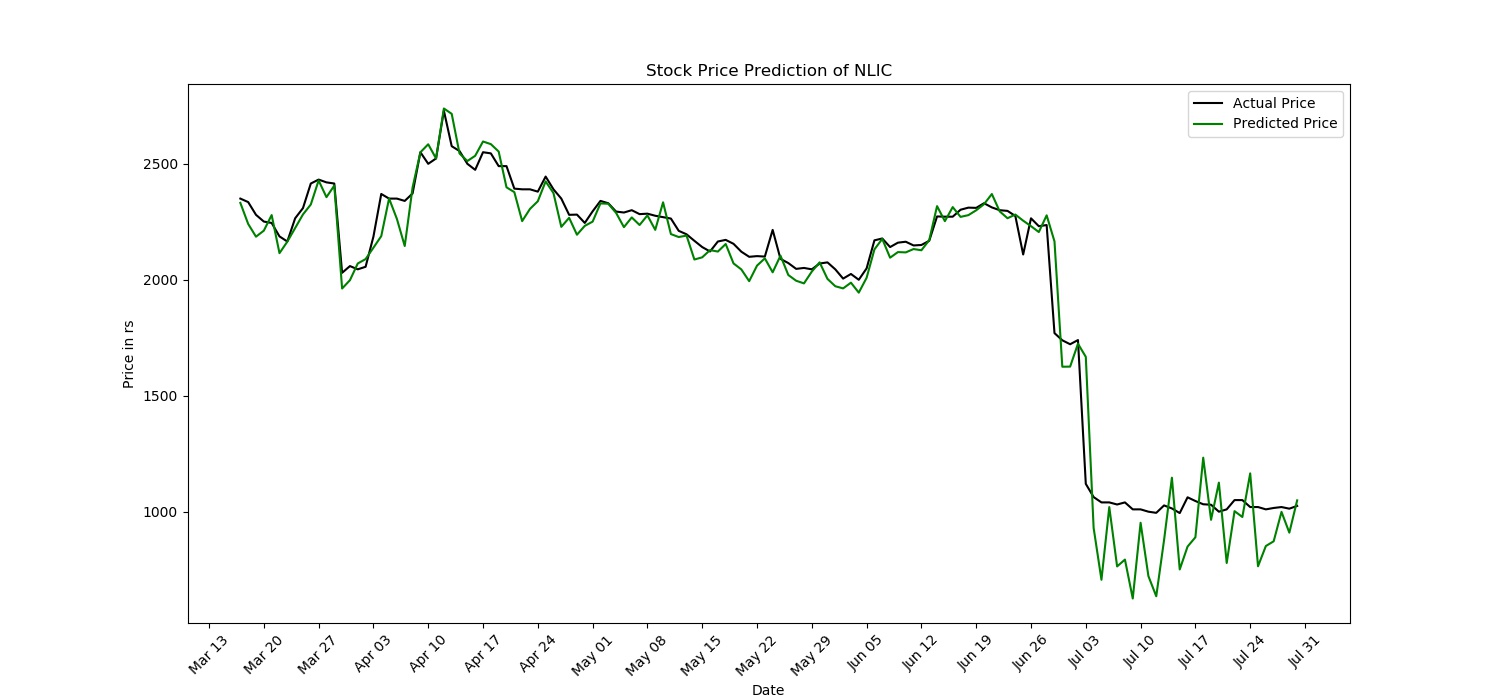 Stock Price Prediction of NLIC
Actual Price
Predicted Price
Price in rs
2500
2000
1500
1000
Mar 13
Mar 20
Mar 27
Apr 03
Apr 10
Apr 17
Apr 24
May 01
May 08
May 15
May 22
May 29
Jun 05
Jun 12
Jun 19
Jun 26
Jul 03
Jul 10
Jul 17
Jul 24
Jul 31
Date